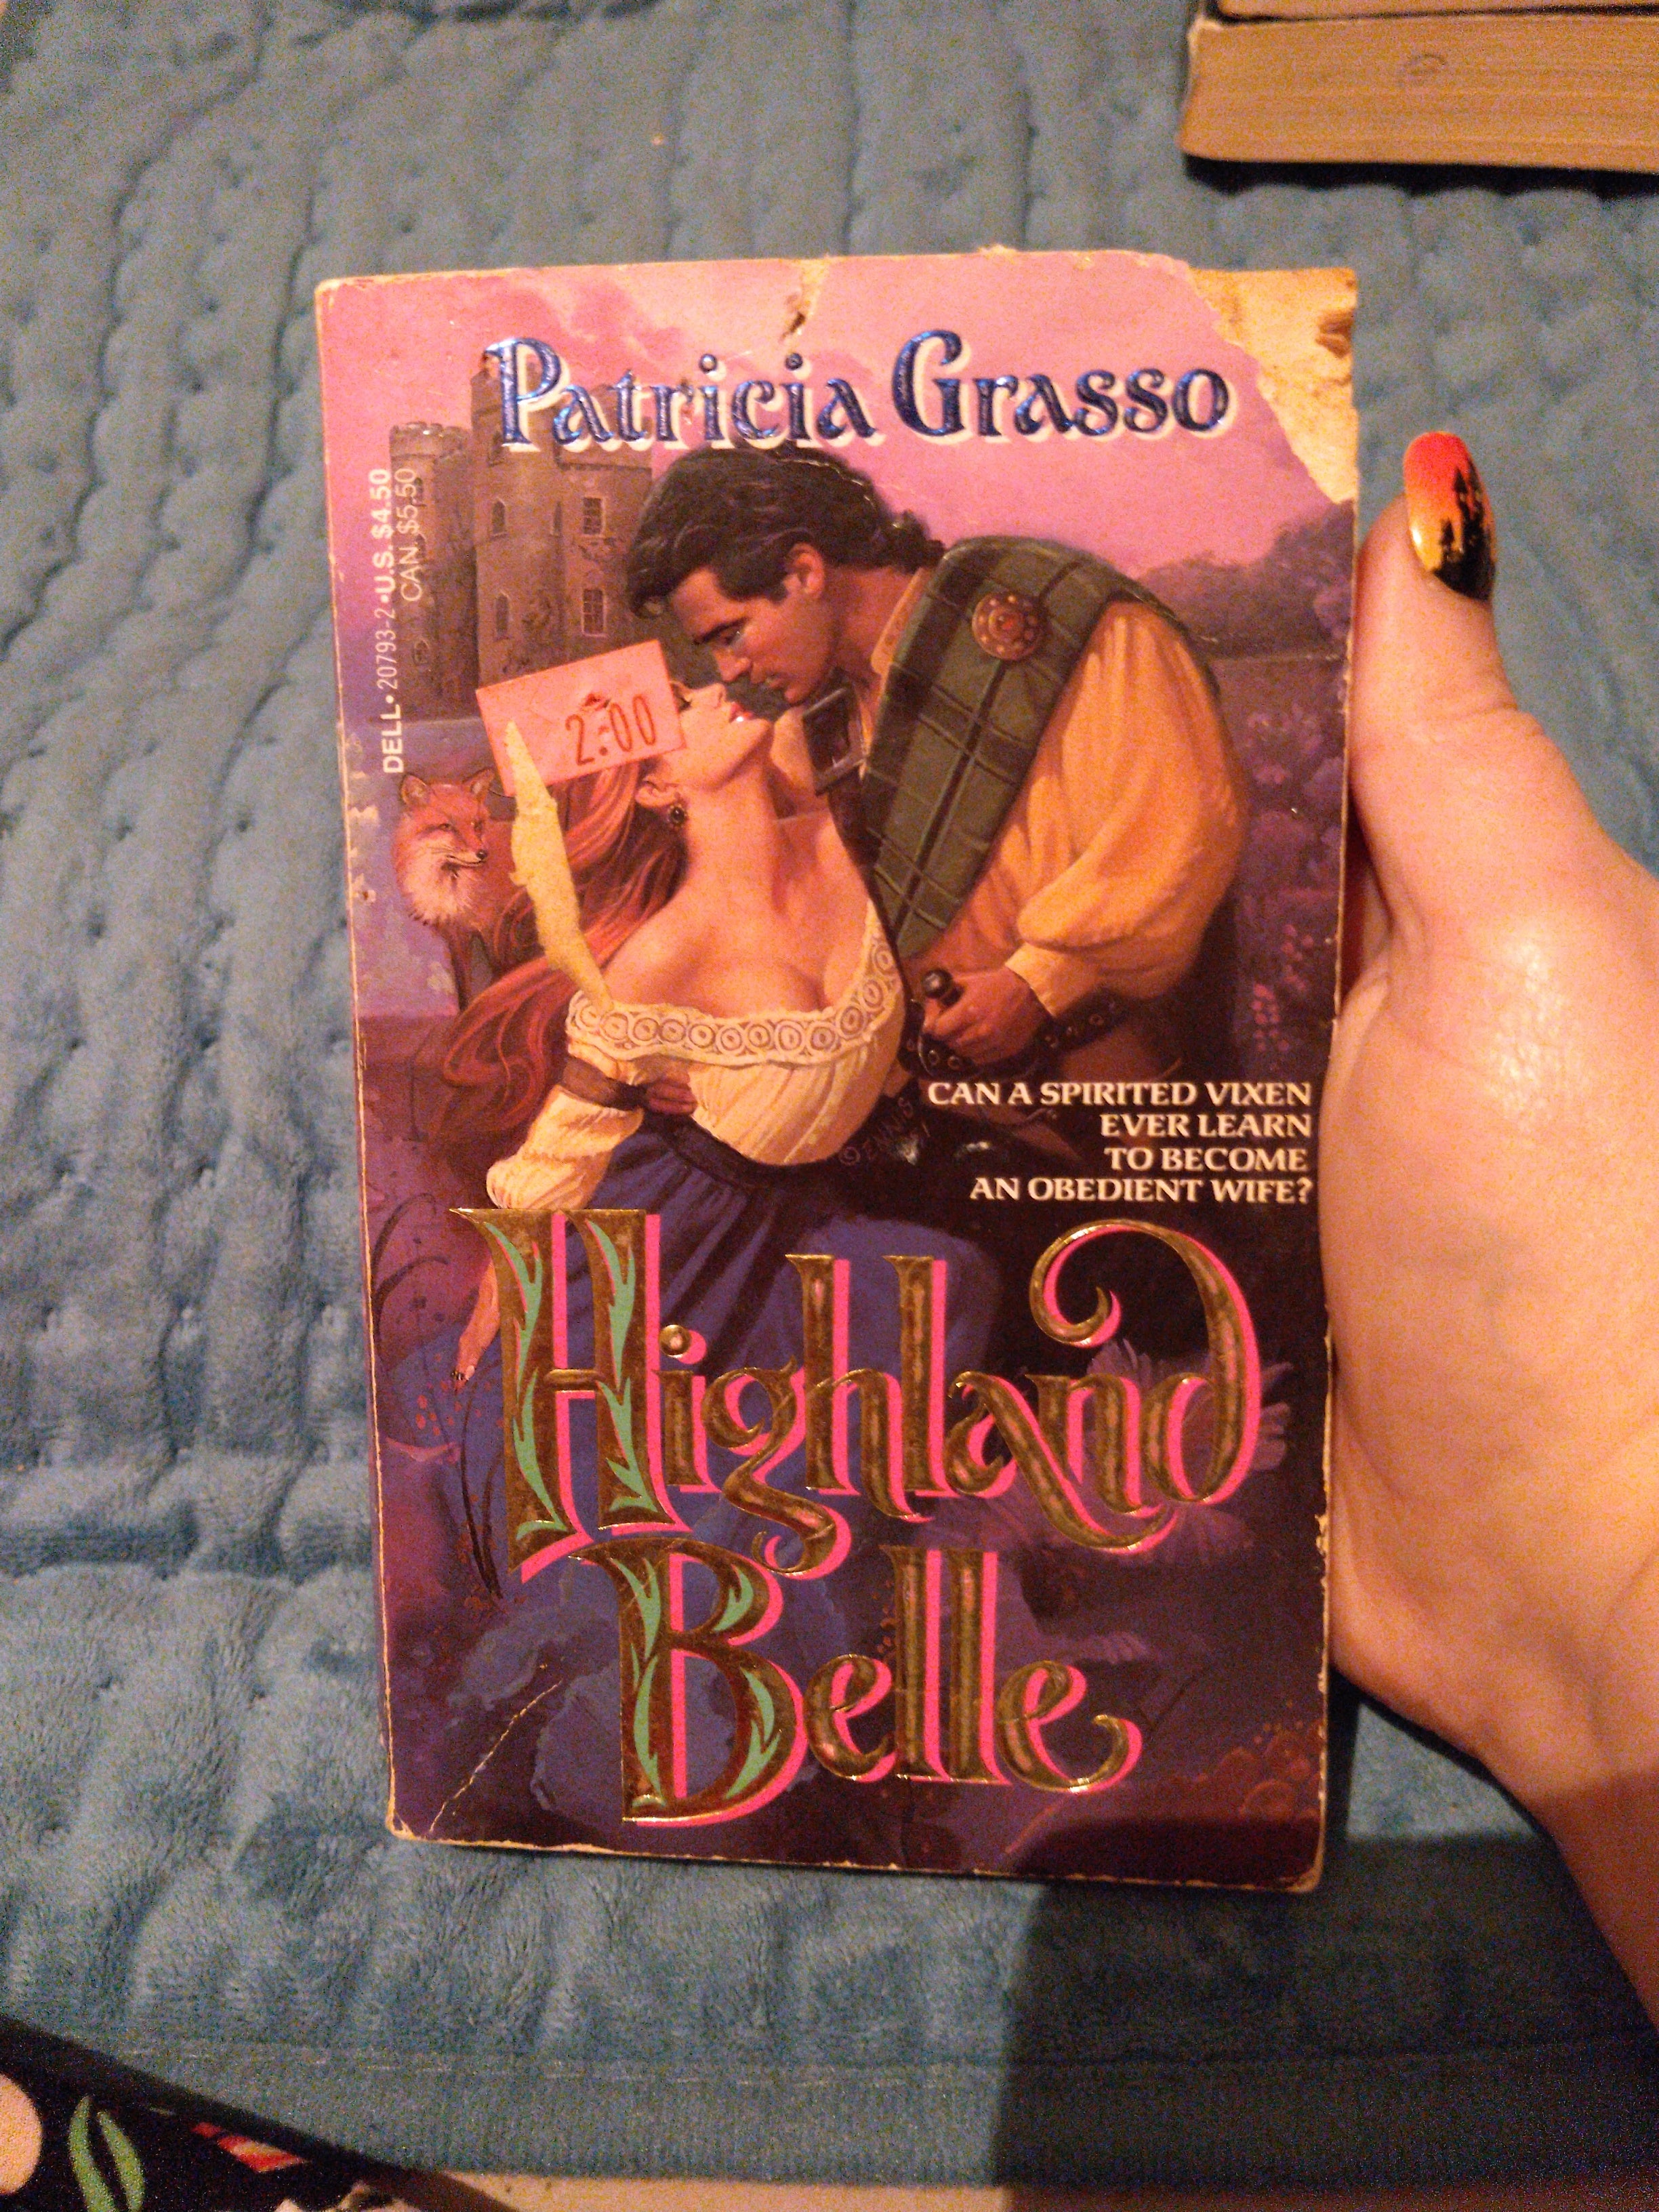 Patricia Grasso
DELL • 20793-2 • U.S. $4.50
CAN. $5.50
2.00
CAN A SPIRITED VIXEN
EVER LEARN
TO BECOME
AN OBEDIENT WIFE?
Highland
Belle